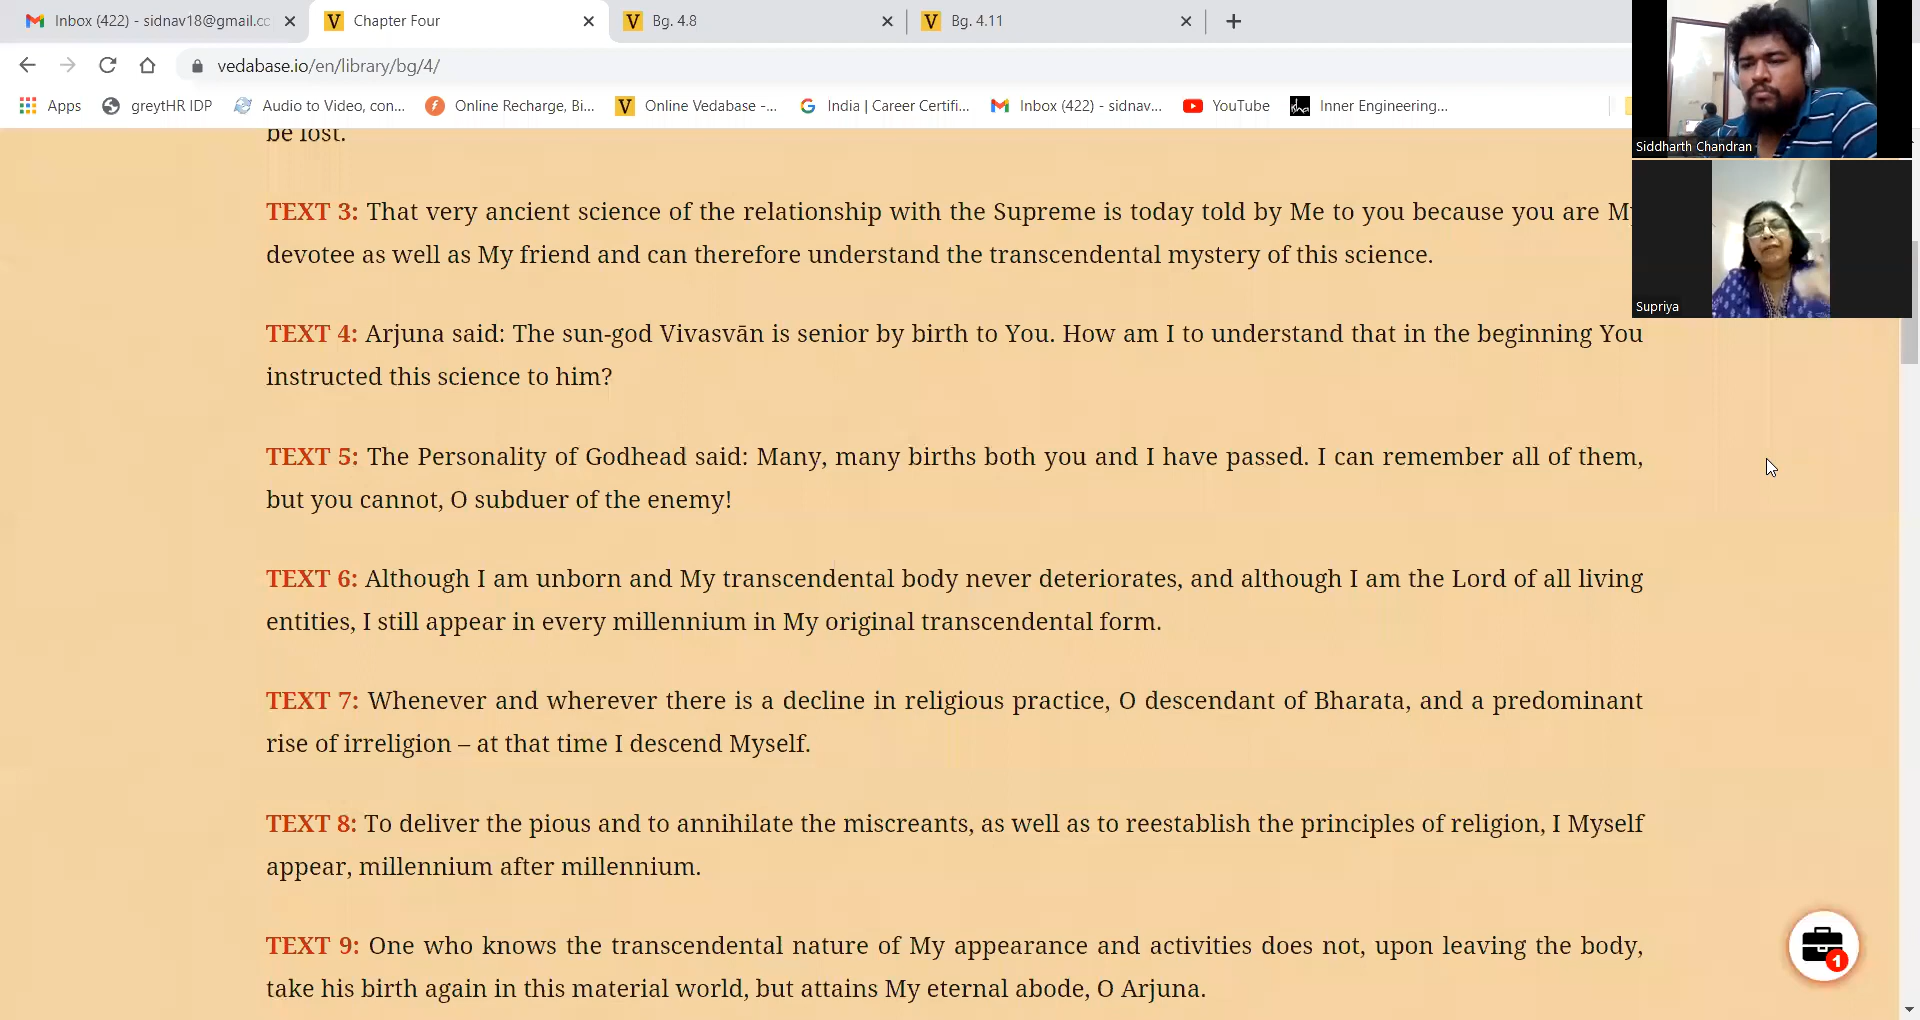 Inbox (422) - sidnav18@gmail.cc
Chapter Four
Bg. 4.8
Bg. 4.11
vedabase.io/en/library/bg/4/
Apps
greytHR IDP
Audio to Video, con...
Online Recharge, Bi...
Online Vedabase -...
India | Career Certifi...
Inbox (422) - sidnav...
YouTube
Inner Engineering...
Siddharth Chandran
Supriya
be lost.
TEXT 3: That very ancient science of the relationship with the Supreme is today told by Me to you because you are My
devotee as well as My friend and can therefore understand the transcendental mystery of this science.
TEXT 4: Arjuna said: The sun-god Vivasvān is senior by birth to You. How am I to understand that in the beginning You
instructed this science to him?
TEXT 5: The Personality of Godhead said: Many, many births both you and I have passed. I can remember all of them,
but you cannot, O subduer of the enemy!
TEXT 6: Although I am unborn and My transcendental body never deteriorates, and although I am the Lord of all living
entities, I still appear in every millennium in My original transcendental form.
TEXT 7: Whenever and wherever there is a decline in religious practice, O descendant of Bharata, and a predominant
rise of irreligion – at that time I descend Myself.
TEXT 8: To deliver the pious and to annihilate the miscreants, as well as to reestablish the principles of religion, I Myself
appear, millennium after millennium.
TEXT 9: One who knows the transcendental nature of My appearance and activities does not, upon leaving the body,
take his birth again in this material world, but attains My eternal abode, O Arjuna.
1